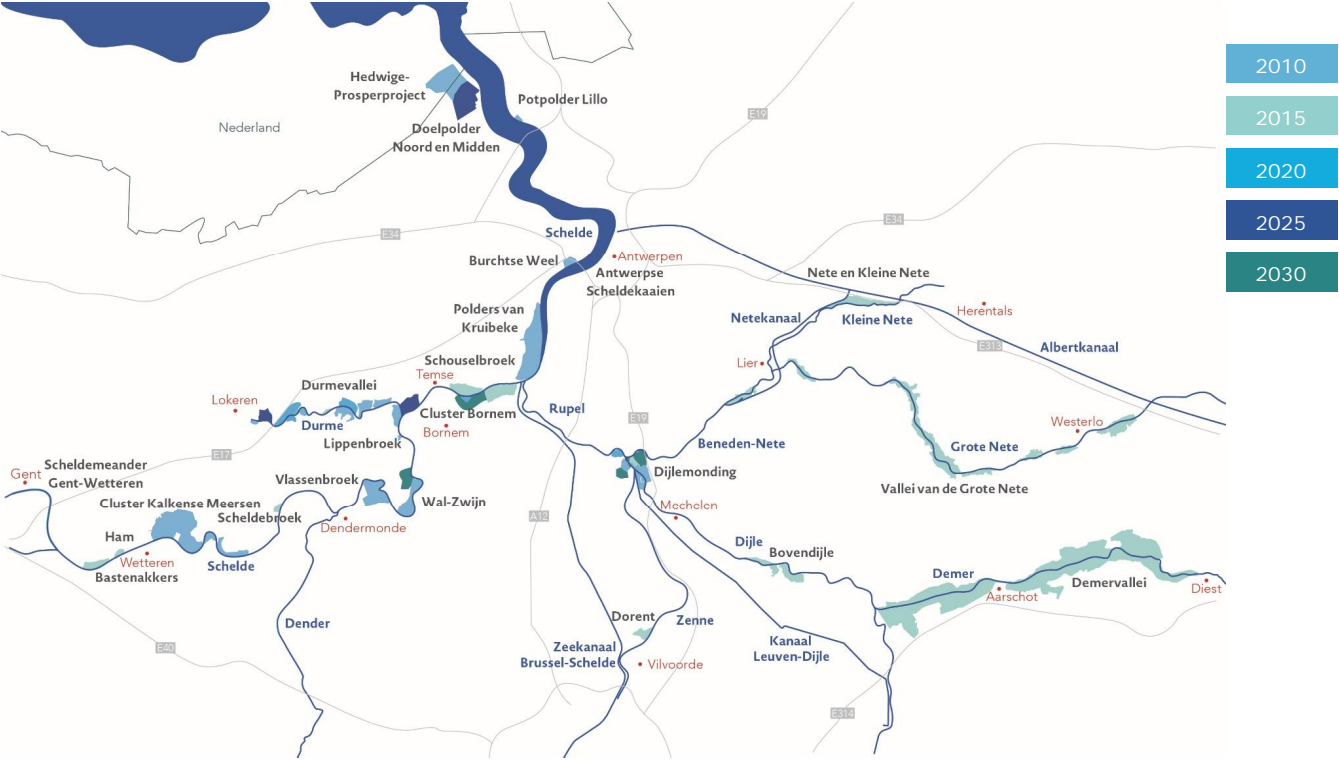 2010
2015
2020
2025
2030
Hedwige-
Prosperproject
Potpolder Lillo
E19
Nederland
Doelpolder
Noord en Midden
E34
E34
Schelde
Burchtse Weel
Antwerpen
Antwerpse
Scheldekaaien
Nete en Kleine Nete
Polders van
Kruibeke
Netekanaal
Kleine Nete
Herentals
E313
Albertkanaal
Schouselbroek
Temse
Lier
Durmevallei
Lokeren
Cluster Bornem
Rupel
E19
Durme
Bornem
Westerlo
Lippenbroek
Beneden-Nete
Grote Nete
E17
Scheldemeander
Gent-Wetteren
Gent
Dijlemonding
Vallei van de Grote Nete
Vlassenbroek
Wal-Zwijn
Cluster Kalkense Meersen
Scheldebroek
Mechelen
A12
Dendermonde
Ham
Wetteren
Bastenakkers
Schelde
Dijle
Bovendijle
Demer
Demervallei
Aarschot
Diest
Dender
Dorent
Zenne
E40
Zeekanaal
Brussel-Schelde
Vilvoorde
Kanaal
Leuven-Dijle
E314